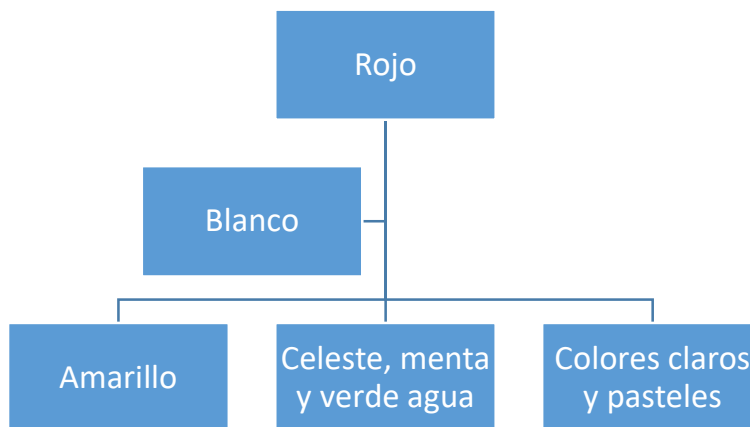 Rojo
Blanco
Amarillo
Celeste, menta
y verde agua
Colores claros
y pasteles